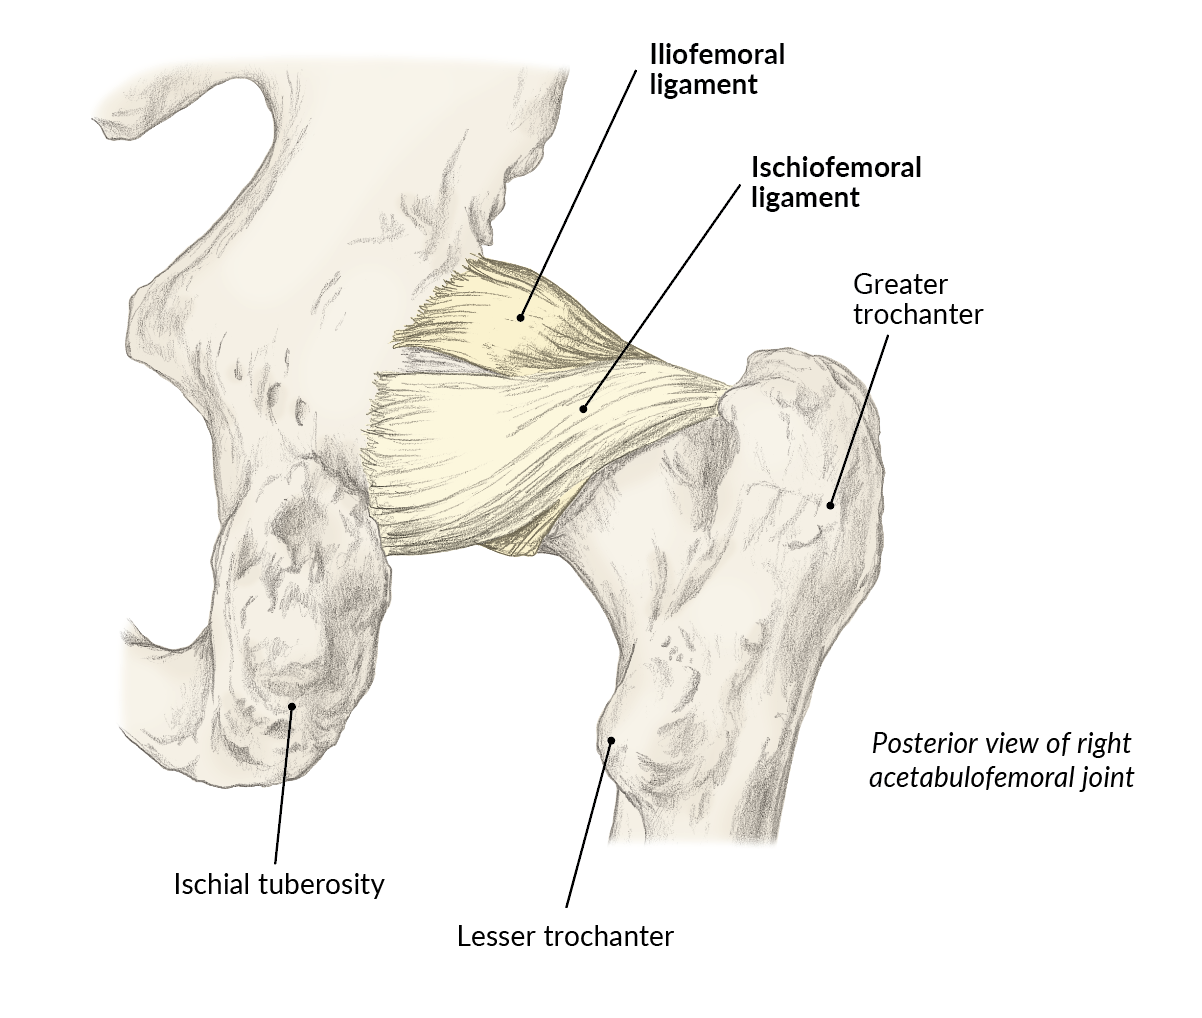 Iliofemoral
ligament
Ischiofemoral
ligament
Greater
trochanter
Posterior view of right
acetabulofemoral joint
Ischial tuberosity
Lesser trochanter